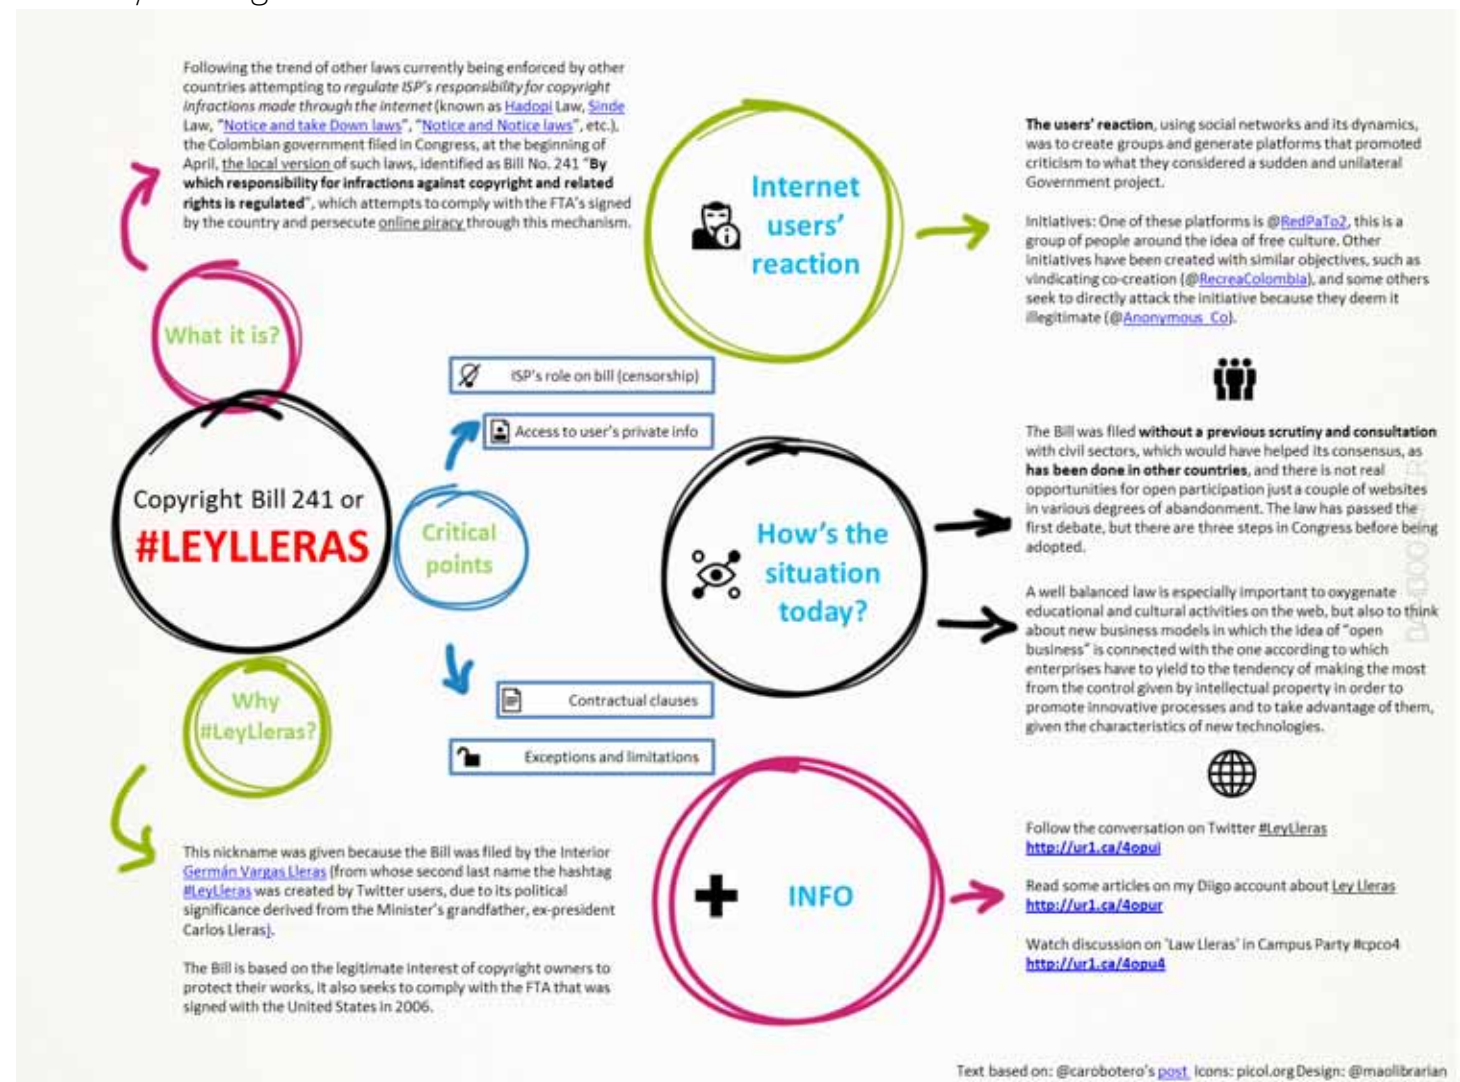 Following the trend of other laws currently being enforced by other
countries attempting to regulate ISP's responsibility for copyright
infractions made through the internet (known as Hadopi Law, Sinde
Law, "Notice and take Down laws", "Notice and Notice laws", etc.),
the Colombian government filed in Congress, at the beginning of
April, the local version of such laws, identified as Bill No. 241 "By
which responsibility for infractions against copyright and related
rights is regulated", which attempts to comply with the FTA's signed
by the country and persecute online piracy through this mechanism.
What it is?
Copyright Bill 241 or
#LEYLLERAS
Critical
points
ISP's role on bill (censorship)
Access to user's private info
Contractual clauses
Exceptions and limitations
Why
#LeyLleras?
This nickname was given because the Bill was filed by the Interior
Germán Vargas Lleras (from whose second last name the hashtag
#LeyLleras was created by Twitter users, due to its political
significance derived from the Minister's grandfather, ex-president
Carlos Lleras).
The Bill is based on the legitimate interest of copyright owners to
protect their works, it also seeks to comply with the FTA that was
signed with the United States in 2006.
Internet
users'
reaction
The users' reaction, using social networks and its dynamics,
was to create groups and generate platforms that promoted
criticism to what they considered a sudden and unilateral
Government project.
Initiatives: One of these platforms is @RedPaTo2, this is a
group of people around the idea of free culture. Other
initiatives have been created with similar objectives, such as
vindicating co-creation (@RecreaColombia), and some others
seek to directly attack the initiative because they deem it
illegitimate (@Anonymous_Co).
How's the
situation
today?
The Bill was filed without a previous scrutiny and consultation
with civil sectors, which would have helped its consensus, as
has been done in other countries, and there is not real
opportunities for open participation just a couple of websites
in various degrees of abandonment. The law has passed the
first debate, but there are three steps in Congress before being
adopted.
A well balanced law is especially important to oxygenate
educational and cultural activities on the web, but also to think
about new business models in which the idea of "open
business" is connected with the one according to which
enterprises have to yield to the tendency of making the most
from the control given by intellectual property in order to
promote innovative processes and to take advantage of them,
given the characteristics of new technologies.
INFO
Follow the conversation on Twitter #LeyLleras
http://ur1.ca/4opui
Read some articles on my Diigo account about Ley Lleras
http://ur1.ca/4opur
Watch discussion on 'Law Lleras' in Campus Party #cpco4
http://ur1.ca/4opu4
Text based on: @carobotero's post Icons: picol.org Design: @maolibrarian